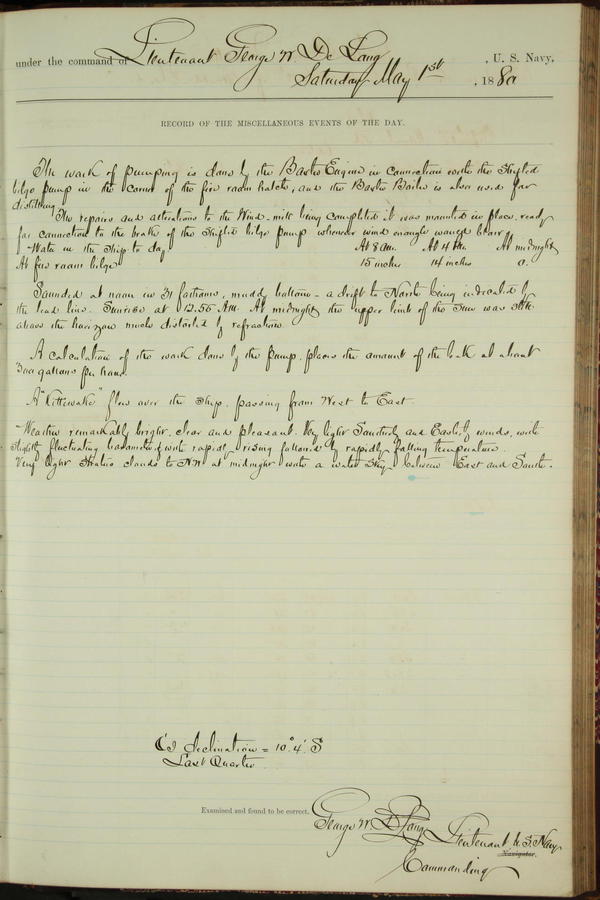 under the command of Lieutenant George W. De Long , U. S. Navy,
Saturday May 1st , 1880
RECORD OF THE MISCELLANEOUS EVENTS OF THE DAY.
The work of pumping is done by the Baxter Engine in connection with the Shifted
bilge pump in the corner of the fire room hatch, and the Baxter Boiler is also used for
distilling.
The repairs and alterations to the Wind-mill being completed it was mounted in place, ready
for connection to the brake of the Shifted bilge pump whenever wind enough would bear
Water in the Ship to day At 8 am. At 4 P.M. At midnight
At fire room bilge 15 inches 14 inches 0.
Sounded at noon in 31 fathoms, muddy bottom - a drift to North being indicated by
the lead line. Sunrise at 12.56 A.M. At midnight the upper limb of the Sun was still
above the horizon much distorted by refraction.
A calculation of the work done by the pump, places the amount of the leak at about
300 gallons per hour.
A "Kittiwake" flew over the Ship, passing from West to East.
Weather remarkably bright, clear and pleasant. Very light Southerly and Easterly winds, with
slightly fluctuating barometer, with rapidly rising followed by rapidly falling temperature.
Very light Stratus clouds to NW at midnight with a water Sky between East and South.
☾'s declination = 10° 4' S
Last Quarter
Examined and found to be correct.
George W. De Long Lieutenant U. S. Navy
Navigator.
Commanding